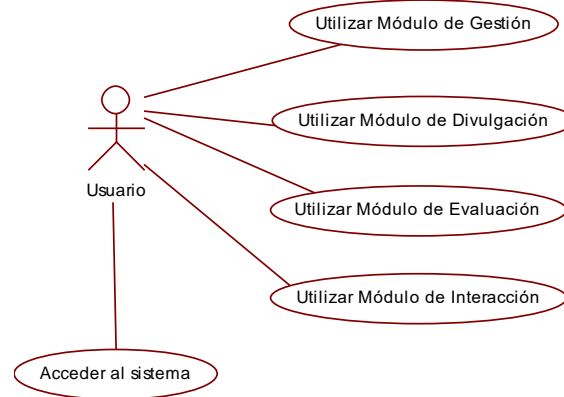 Utilizar Módulo de Gestión
Utilizar Módulo de Divulgación
Usuario
Utilizar Módulo de Evaluación
Utilizar Módulo de Interacción
Acceder al sistema